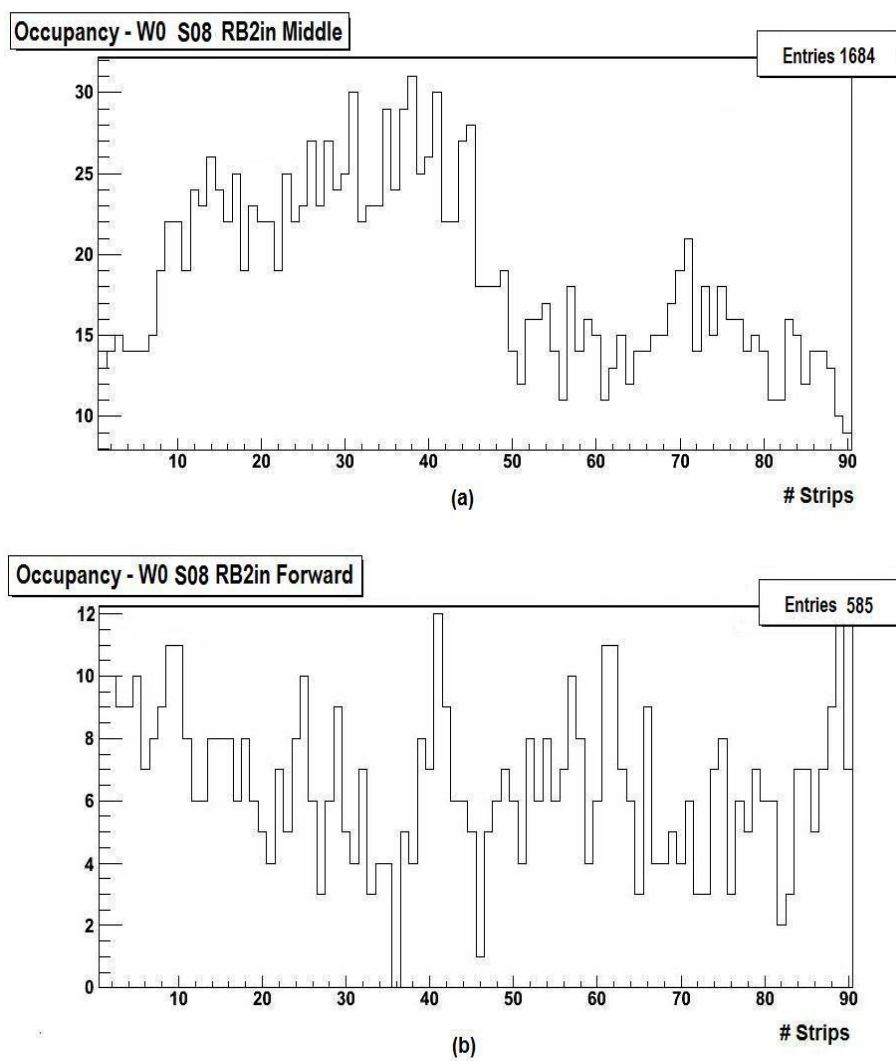 Occupancy - W0 S08 RB2in Middle
Entries 1684
30
25
20
15
10
10 20 30 40 50 60 70 80 90
# Strips
(a)
Occupancy - W0 S08 RB2in Forward
Entries 585
12
10
8
6
4
2
0
10 20 30 40 50 60 70 80 90
# Strips
(b)